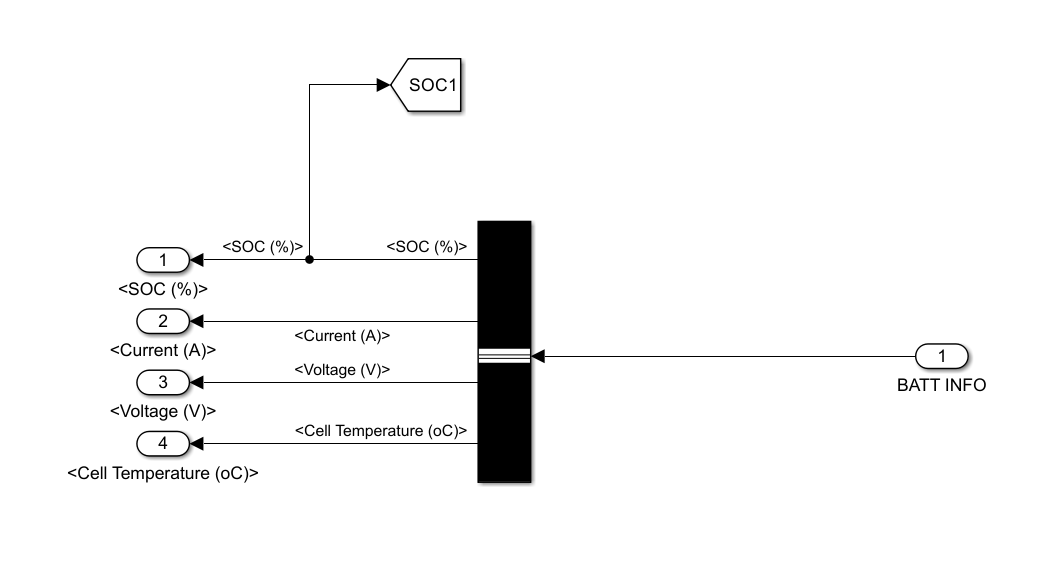 SOC1
<SOC (%)>
<SOC (%)>
1
<SOC (%)>
2
<Current (A)>
<Current (A)>
<Voltage (V)>
3
<Voltage (V)>
<Cell Temperature (oC)>
4
<Cell Temperature (oC)>
1
BATT INFO